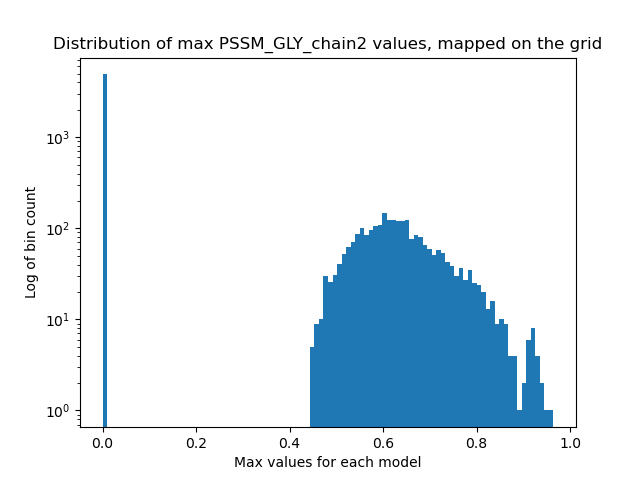 Distribution of max PSSM_GLY_chain2 values, mapped on the grid
Log of bin count
10³
10²
10¹
10⁰
0.0 0.2 0.4 0.6 0.8 1.0
Max values for each model